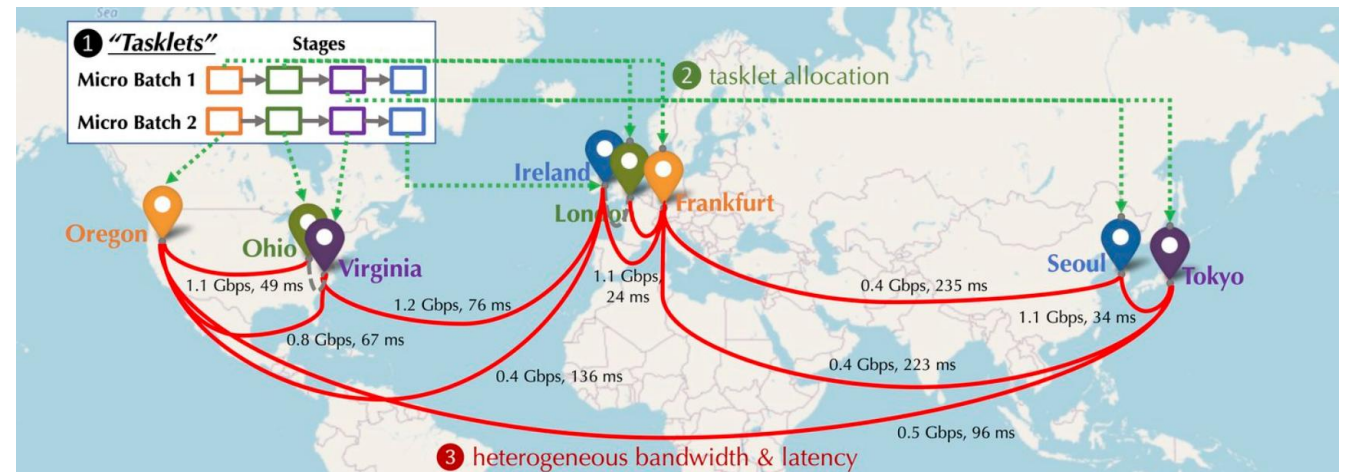 Sea
1 "Tasklets" Stages
Micro Batch 1
Micro Batch 2
2 tasklet allocation
Ireland
London
Frankfurt
Oregon
Ohio
Virginia
Seoul
Tokyo
1.1 Gbps, 49 ms
1.2 Gbps, 76 ms
1.1 Gbps,
24 ms
0.4 Gbps, 235 ms
1.1 Gbps, 34 ms
0.8 Gbps, 67 ms
0.4 Gbps, 136 ms
0.4 Gbps, 223 ms
0.5 Gbps, 96 ms
3 heterogeneous bandwidth & latency